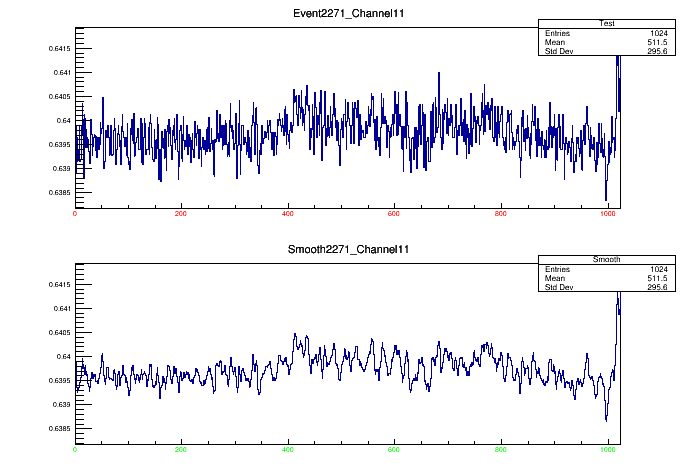 Event2271_Channel11
Test
Entries 1024
Mean 511.5
Std Dev 295.6
0.6415
0.641
0.6405
0.64
0.6395
0.639
0.6385
0 200 400 600 800 1000
Smooth2271_Channel11
Smooth
Entries 1024
Mean 511.5
Std Dev 295.6
0.6415
0.641
0.6405
0.64
0.6395
0.639
0.6385
0 200 400 600 800 1000